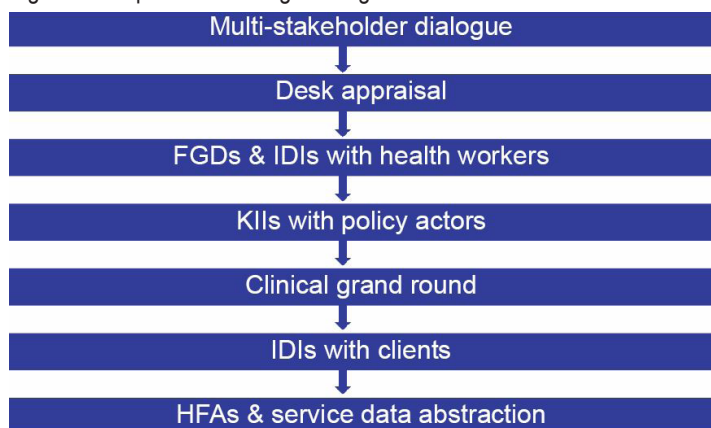 Multi-stakeholder dialogue
Desk appraisal
FGDs & IDIs with health workers
KIIs with policy actors
Clinical grand round
IDIs with clients
HFAs & service data abstraction